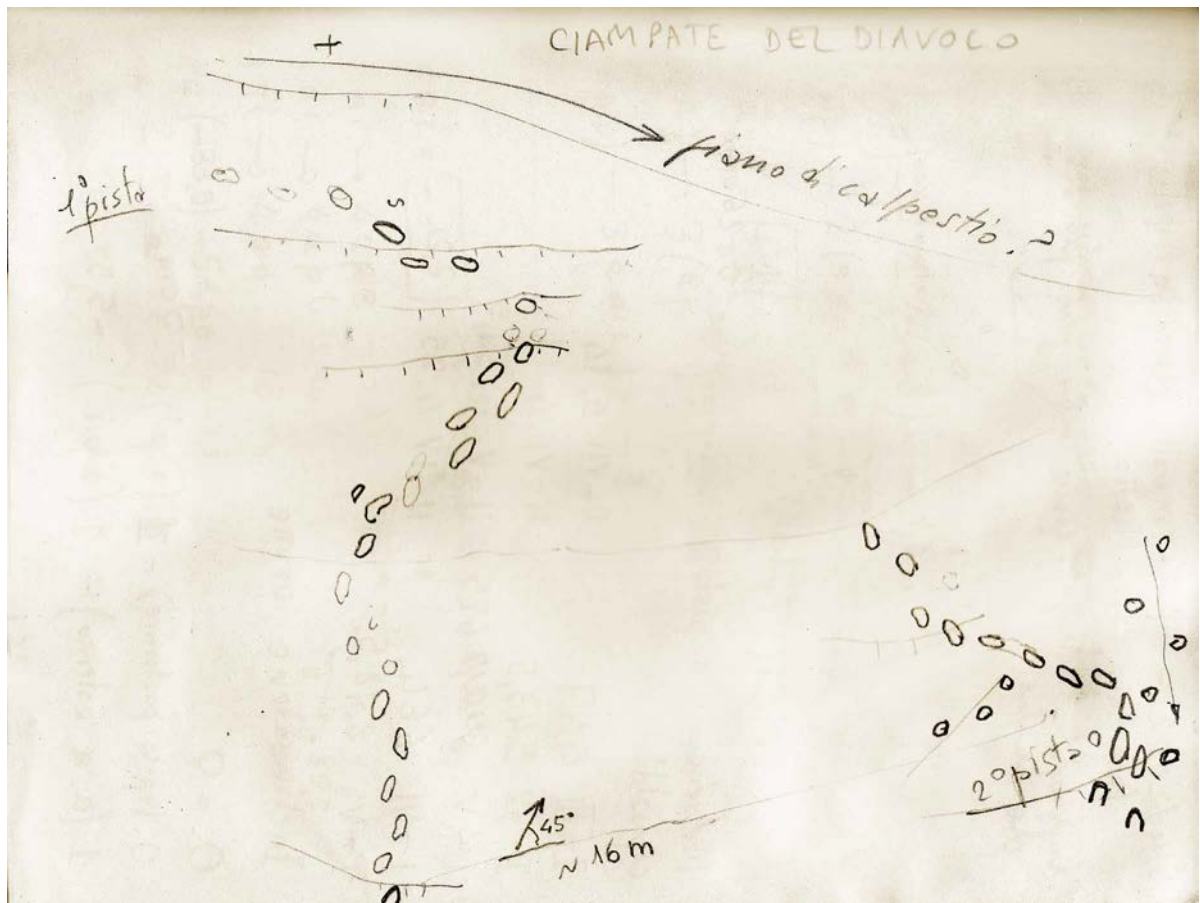 CIAMPATE DEL DIAVOLO
+
piano di calpestio.?
1° pista
S
2° pista
45°
~ 16 m